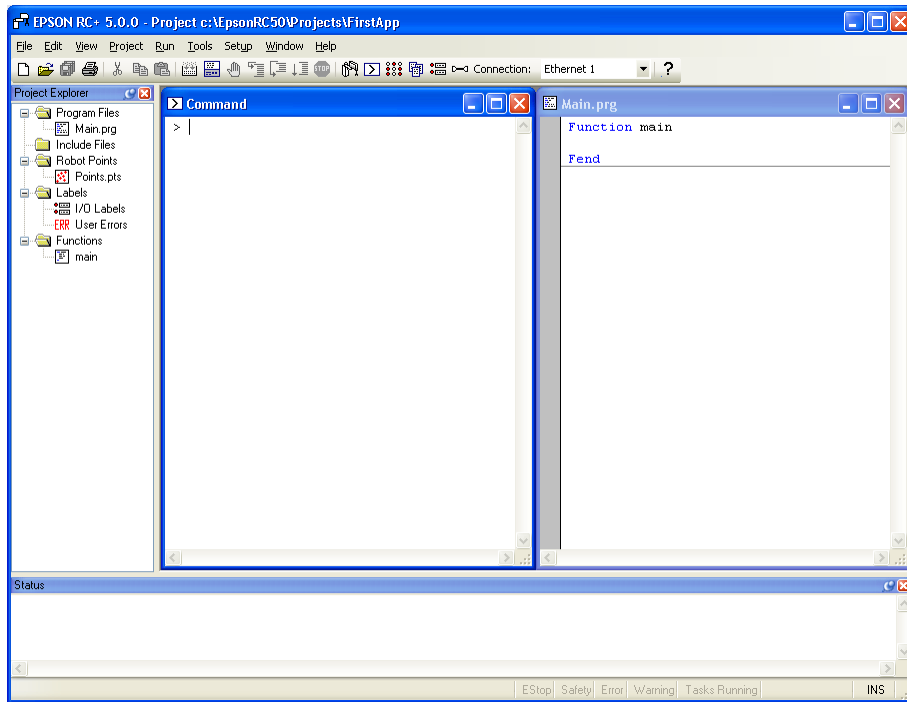 EPSON RC+ 5.0.0 - Project c:\EpsonRC50\Projects\FirstApp
File Edit View Project Run Tools Setup Window Help
STOP Connection: Ethernet 1 ?
Project Explorer
Program Files
Main.prg
Include Files
Robot Points
Points.pts
Labels
I/O Labels
ERR User Errors
Functions
main
Command
>
Main.prg
Function main
Fend
Status
EStop Safety Error Warning Tasks Running INS